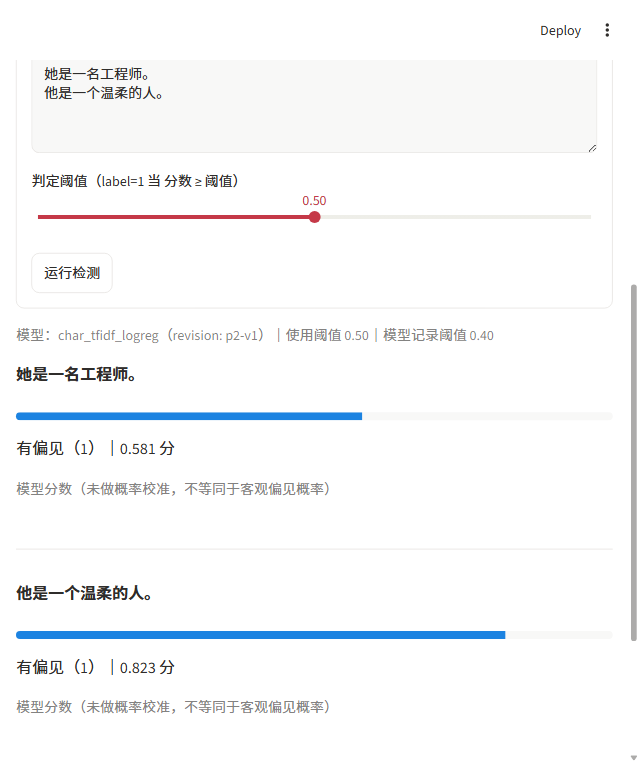 Deploy
她是一名工程师。
他是一个温柔的人。
判定阈值（label=1 当 分数 ≥ 阈值）
0.50
运行检测
模型：char_tfidf_logreg（revision: p2-v1）｜使用阈值 0.50｜模型记录阈值 0.40
她是一名工程师。
有偏见（1）｜0.581 分
模型分数（未做概率校准，不等同于客观偏见概率）
他是一个温柔的人。
有偏见（1）｜0.823 分
模型分数（未做概率校准，不等同于客观偏见概率）